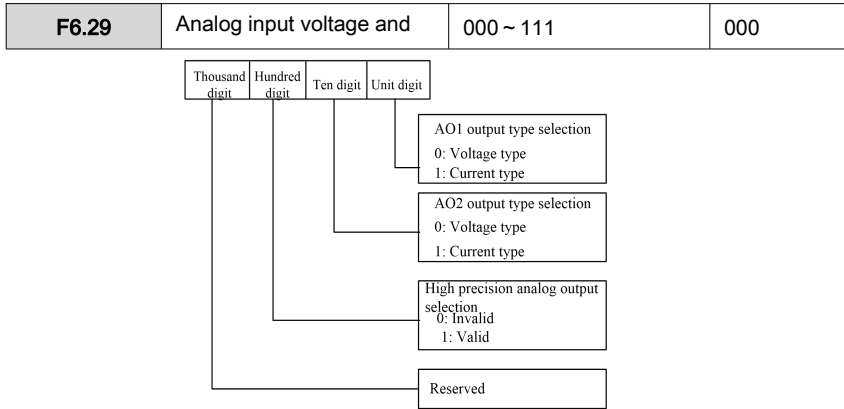 F6.29 Analog input voltage and 000~111 000
Thousand digit Hundred digit Ten digit Unit digit
AO1 output type selection
0: Voltage type
1: Current type
AO2 output type selection
0: Voltage type
1: Current type
High precision analog output
selection
0: Invalid
1: Valid
Reserved